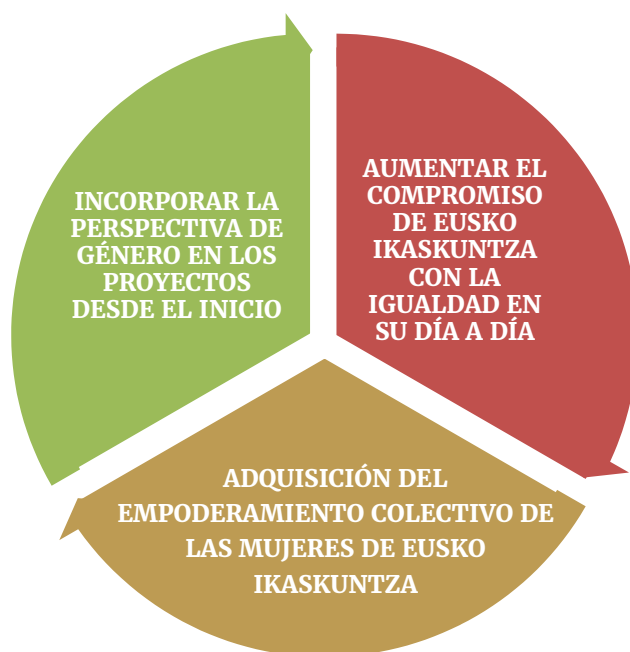 INCORPORAR LA
PERSPECTIVA DE
GÉNERO EN LOS
PROYECTOS
DESDE EL INICIO
AUMENTAR EL
COMPROMISO
DE EUSKO
IKASKUNTZA
CON LA
IGUALDAD EN
SU DÍA A DÍA
ADQUISICIÓN DEL
EMPODERAMIENTO COLECTIVO DE
LAS MUJERES DE EUSKO
IKASKUNTZA